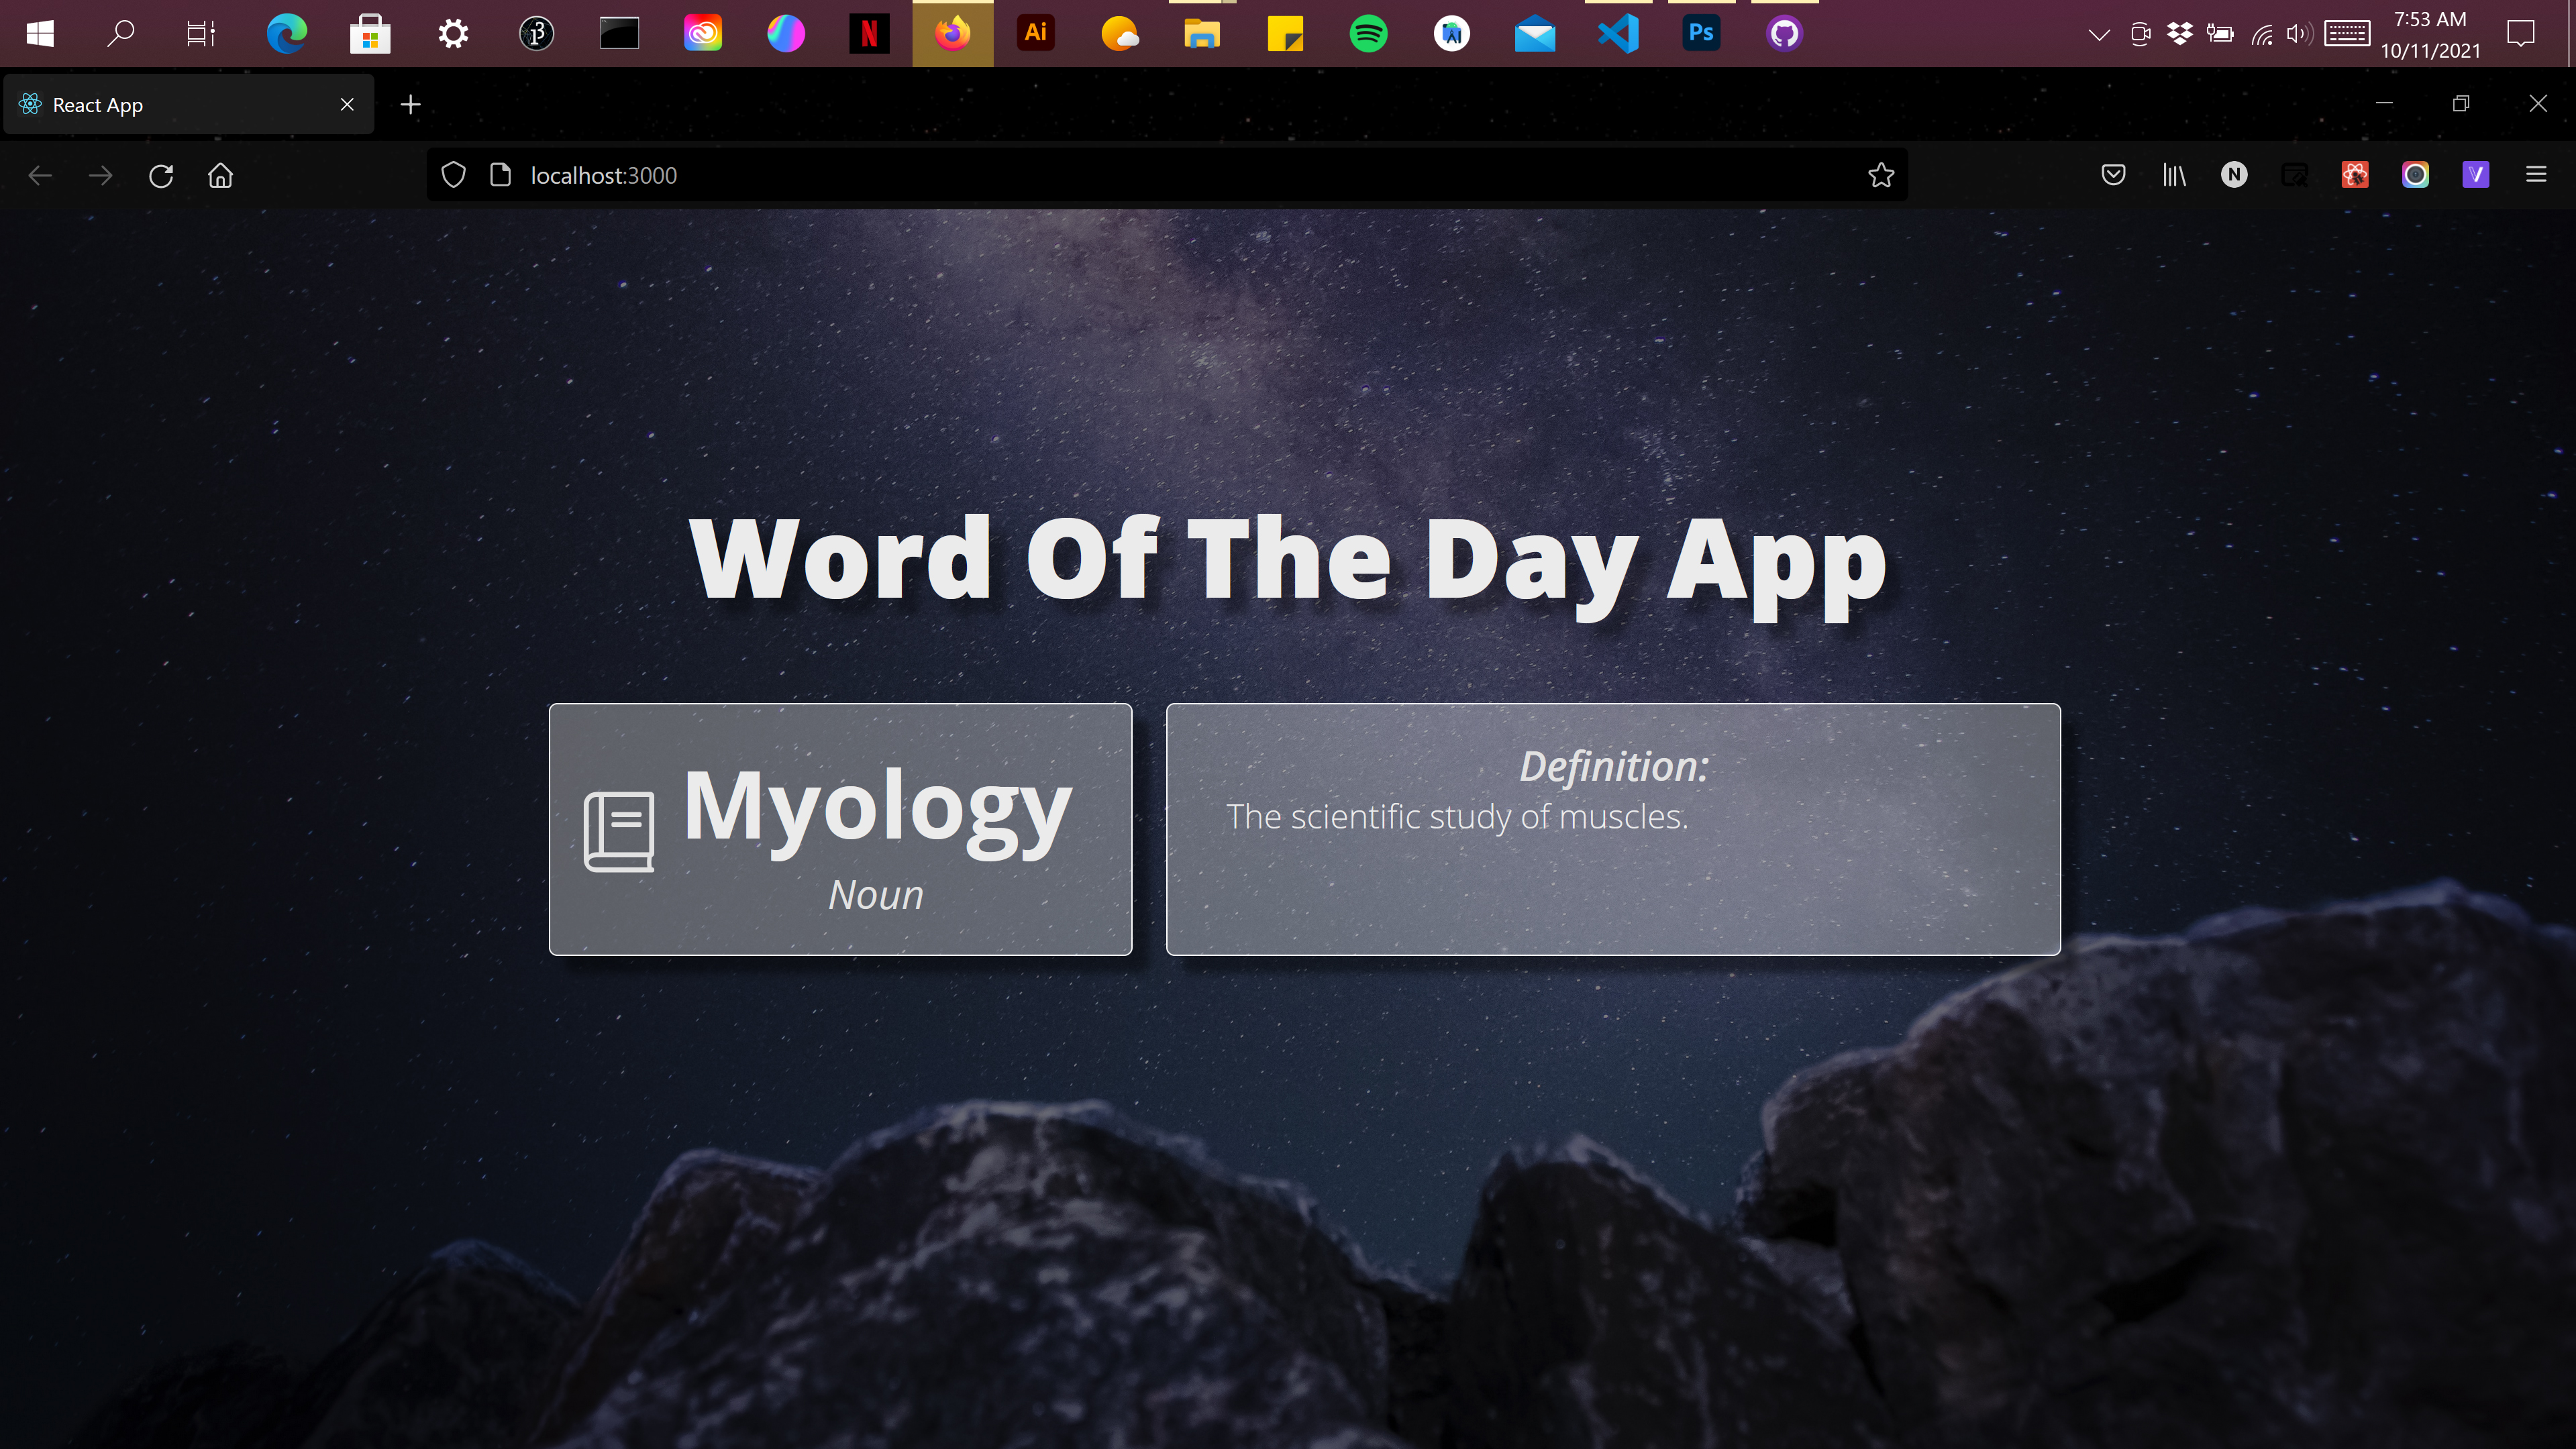 N
Ai
Ps
7:53 AM
10/11/2021
React App
localhost:3000
N
V
Word Of The Day App
Myology
Noun
Definition:
The scientific study of muscles.